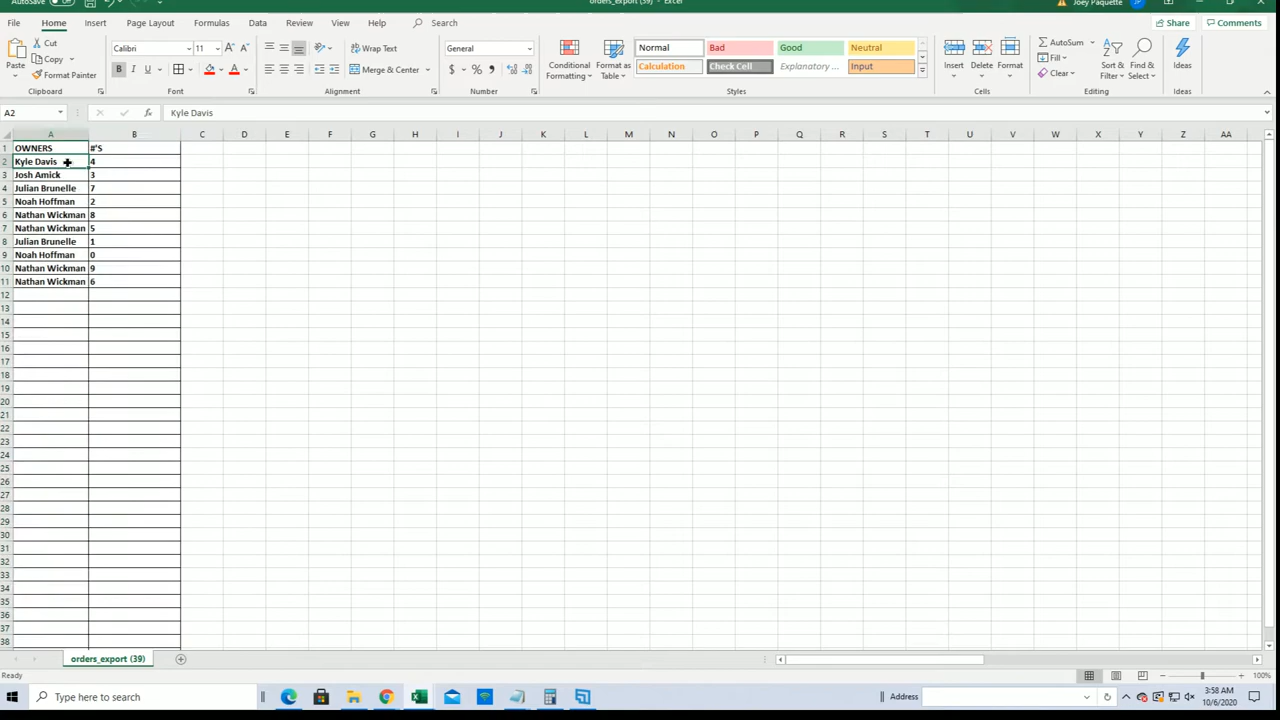 orders_export (39) - Excel
Joey Paquette
File Home Insert Page Layout Formulas Data Review View Help Search Share Comments
Paste Cut Copy Format Painter Clipboard
Calibri 11 B I U Font
Wrap Text Merge & Center Alignment
General $ % Number
Conditional Formatting Format as Table
Normal Bad Good Neutral
Calculation Check Cell Explanatory ... Input
Styles
Insert Delete Format Cells
AutoSum Fill Clear Sort & Filter Find & Select Editing
Ideas Ideas
A2 fx Kyle Davis
A B C D E F G H I J K L M N O P Q R S T U V W X Y Z AA
1 OWNERS #'S
2 Kyle Davis 4
3 Josh Amick 3
4 Julian Brunelle 7
5 Noah Hoffman 2
6 Nathan Wickman 8
7 Nathan Wickman 5
8 Julian Brunelle 1
9 Noah Hoffman 0
10 Nathan Wickman 9
11 Nathan Wickman 6
12
13
14
15
16
17
18
19
20
21
22
23
24
25
26
27
28
29
30
31
32
33
34
35
36
37
38
orders_export (39)
Ready 100%
Type here to search Address 3:58 AM
10/6/2020